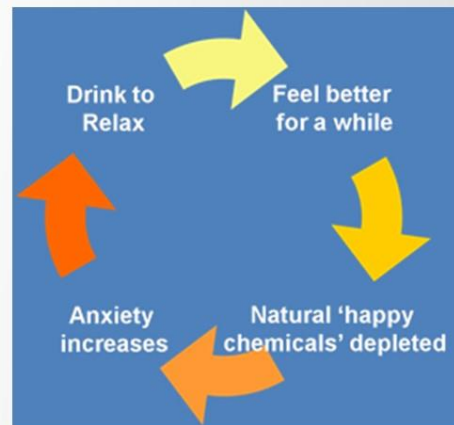 Drink to
Relax
Feel better
for a while
Natural ‘happy
chemicals’ depleted
Anxiety
increases